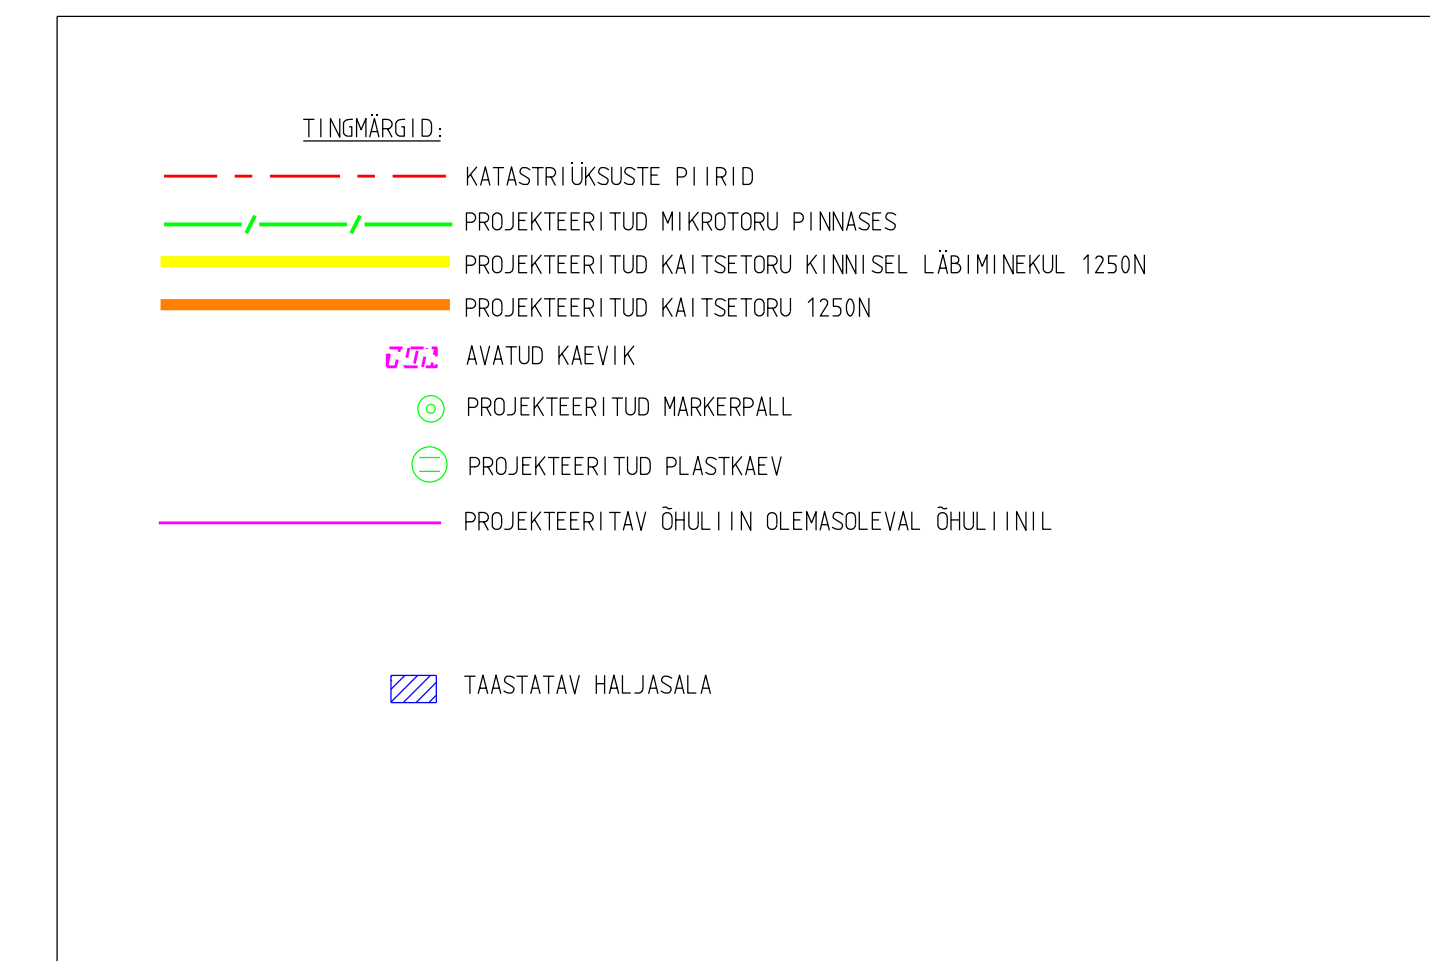 TINGMÄRGID:
KATASTRIÜKSUSTE PIIRID
PROJEKTEERITUD MIKROTORU PINNASES
PROJEKTEERITUD KAITSETORU KINNISEL LÄBIMINEKUL 1250N
PROJEKTEERITUD KAITSETORU 1250N
AVATUD KAEVIK
PROJEKTEERITUD MARKERPALL
PROJEKTEERITUD PLASTKAEV
PROJEKTEERITAV ÕHULIIN OLEMASOLEVAL ÕHULIINIL
TAASTATAV HALJASALA